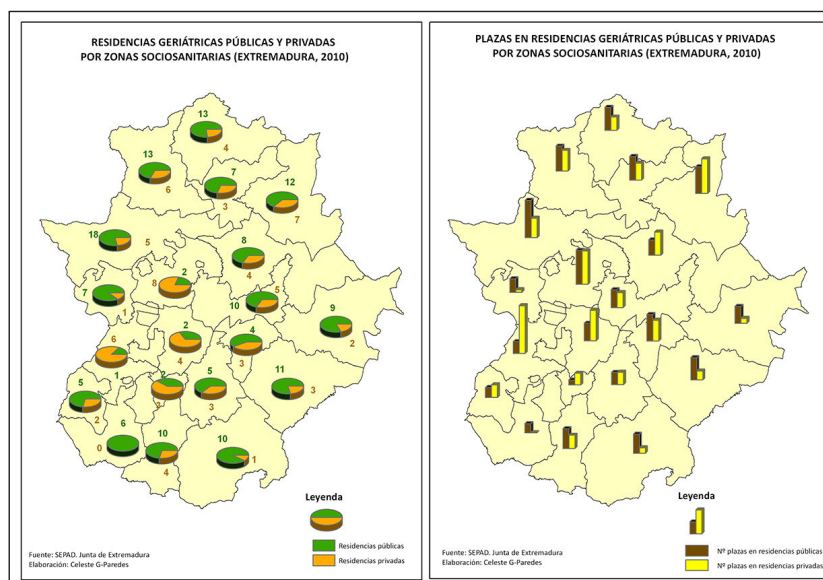 RESIDENCIAS GERIÁTRICAS PÚBLICAS Y PRIVADAS
POR ZONAS SOCIOSANITARIAS (EXTREMADURA, 2010)
13
4
13
6
7
3
12
7
18
5
8
4
7
1
2
8
5
10
9
2
6
1
2
4
4
3
5
2
2
5
3
11
3
6
0
10
4
10
1
Leyenda
Residencias públicas
Residencias privadas
Fuente: SEPAD. Junta de Extremadura
Elaboración: Celeste G-Paredes
PLAZAS EN RESIDENCIAS GERIÁTRICAS PÚBLICAS Y PRIVADAS
POR ZONAS SOCIOSANITARIAS (EXTREMADURA, 2010)
Leyenda
Nº plazas en residencias públicas
Nº plazas en residencias privadas
Fuente: SEPAD. Junta de Extremadura
Elaboración: Celeste G-Paredes